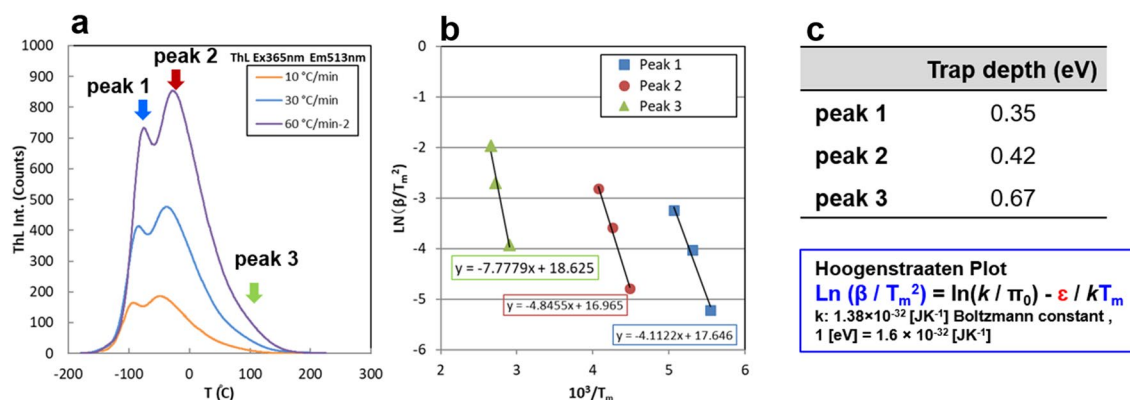 a
ThL Ex365nm Em513nm
10 °C/min
30 °C/min
60 °C/min-2
peak 1
peak 2
peak 3
ThL Int. (Counts)
1000
900
800
700
600
500
400
300
200
100
0
-200 -100 0 100 200 300
T (℃)
b
Peak 1
Peak 2
Peak 3
LN(β/Tm²)
0
-1
-2
-3
-4
-5
-6
y = -7.7779x + 18.625
y = -4.8455x + 16.965
y = -4.1122x + 17.646
2 3 4 5 6
10³/Tm
c
Trap depth (eV)
peak 1 0.35
peak 2 0.42
peak 3 0.67
Hoogenstraaten Plot
Ln (β / Tm²) = ln(k / π₀) - ε / kTm
k: 1.38×10⁻³² [JK⁻¹] Boltzmann constant ,
1 [eV] = 1.6 × 10⁻³² [JK⁻¹]